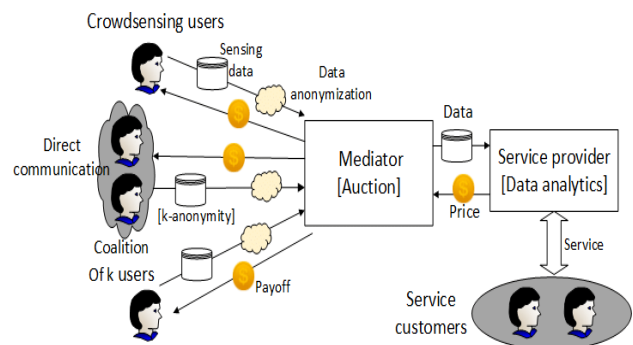 Crowdsensing users
Sensing
data
Data
anonymization
Direct
communication
[k-anonymity]
Coalition
Of k users
Payoff
Mediator
[Auction]
Data
Price
Service provider
[Data analytics]
Service
Service
customers